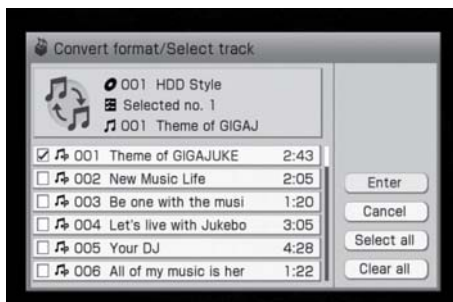 Convert format/Select track
001 HDD Style
Selected no. 1
001 Theme of GIGAJ
001 Theme of GIGAJUKE 2:43
002 New Music Life 2:05
003 Be one with the musi 1:20
004 Let's live with Jukebo 3:05
005 Your DJ 4:28
006 All of my music is her 1:22
Enter
Cancel
Select all
Clear all